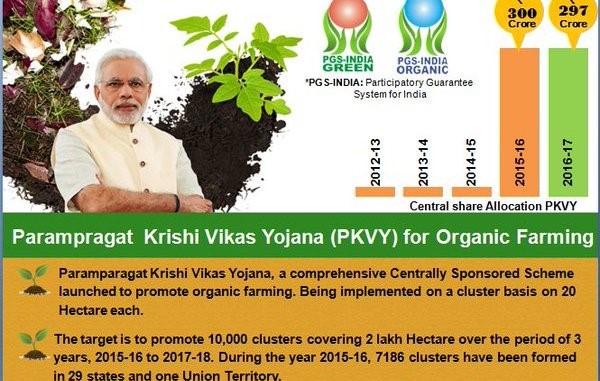 300
Crore
297
Crore
PGS-INDIA
GREEN
PGS-INDIA
ORGANIC
*PGS-INDIA: Participatory Guarantee
System for India
2012-13
2013-14
2014-15
2015-16
2016-17
Central share Allocation PKVY
Parampragat Krishi Vikas Yojana (PKVY) for Organic Farming
Paramparagat Krishi Vikas Yojana, a comprehensive Centrally Sponsored Scheme
launched to promote organic farming. Being implemented on a cluster basis on 20
Hectare each.
The target is to promote 10,000 clusters covering 2 lakh Hectare over the period of 3
years, 2015-16 to 2017-18. During the year 2015-16, 7186 clusters have been formed
in 29 states and one Union Territory.